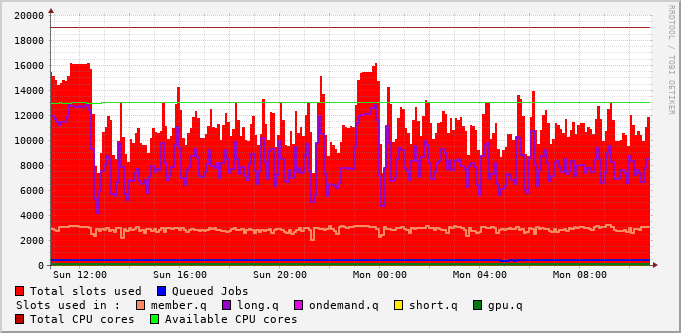 20000
18000
16000
14000
12000
10000
8000
6000
4000
2000
0
Sun 12:00 Sun 16:00 Sun 20:00 Mon 00:00 Mon 04:00 Mon 08:00
Total slots used Queued Jobs
Slots used in : member.q long.q ondemand.q short.q gpu.q
Total CPU cores Available CPU cores
RRDTOOL / TOBI OETIKER